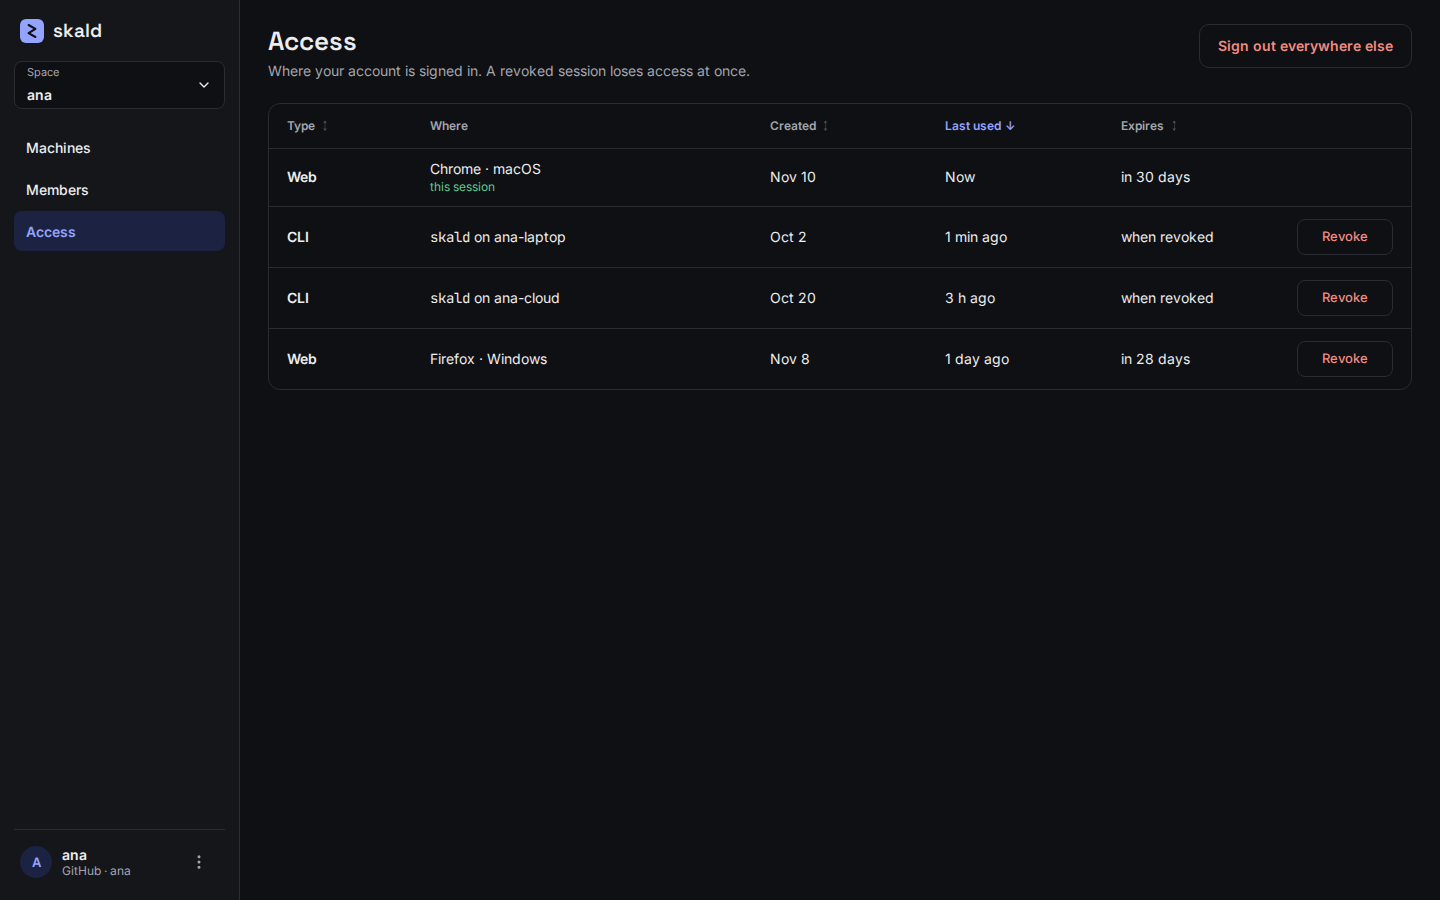 skald
Space
ana
Machines
Members
Access
ana
GitHub · ana
Access
Where your account is signed in. A revoked session loses access at once.
Sign out everywhere else
Type Where Created Last used Expires
Web Chrome · macOS this session Nov 10 Now in 30 days
CLI skald on ana-laptop Oct 2 1 min ago when revoked Revoke
CLI skald on ana-cloud Oct 20 3 h ago when revoked Revoke
Web Firefox · Windows Nov 8 1 day ago in 28 days Revoke
A